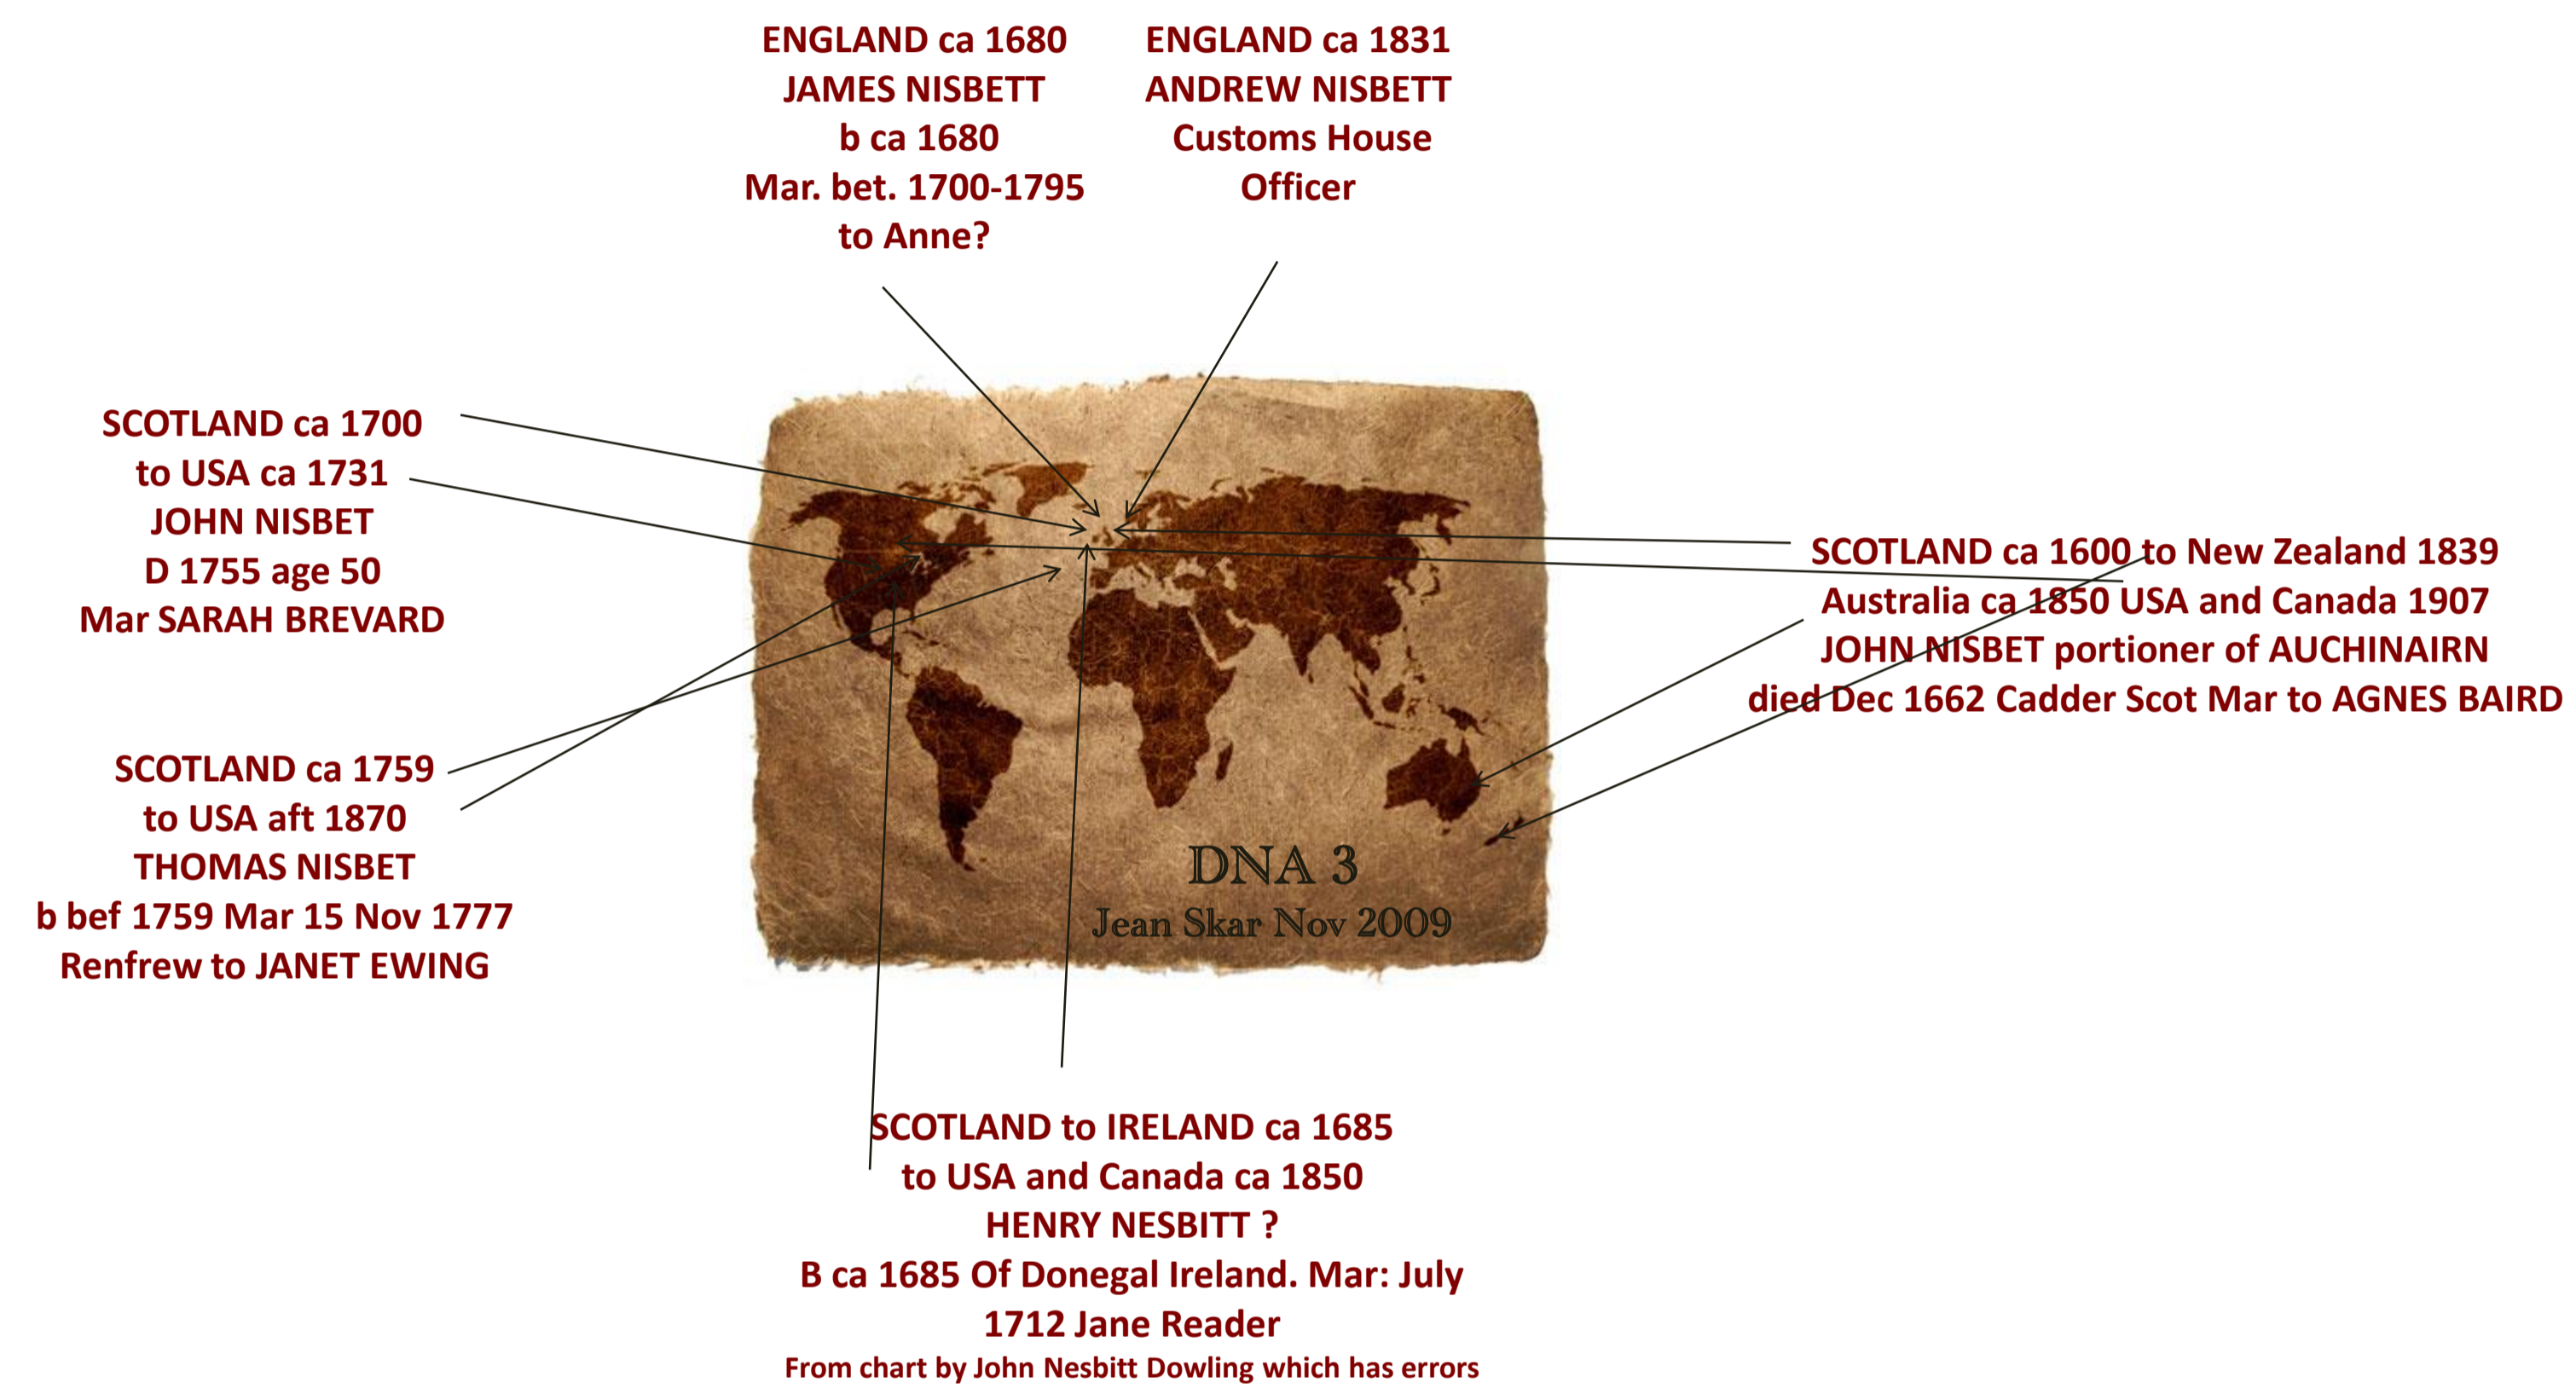 ENGLAND ca 1680
JAMES NISBETT
b ca 1680
Mar. bet. 1700-1795
to Anne?
ENGLAND ca 1831
ANDREW NISBETT
Customs House
Officer
SCOTLAND ca 1700
to USA ca 1731
JOHN NISBET
D 1755 age 50
Mar SARAH BREVARD
SCOTLAND ca 1759
to USA aft 1870
THOMAS NISBET
b bef 1759 Mar 15 Nov 1777
Renfrew to JANET EWING
SCOTLAND ca 1600 to New Zealand 1839
Australia ca 1850 USA and Canada 1907
JOHN NISBET portioner of AUCHINAIRN
died Dec 1662 Cadder Scot Mar to AGNES BAIRD
DNA 3
Jean Skar Nov 2009
SCOTLAND to IRELAND ca 1685
to USA and Canada ca 1850
HENRY NESBITT ?
B ca 1685 Of Donegal Ireland. Mar: July
1712 Jane Reader
From chart by John Nesbitt Dowling which has errors